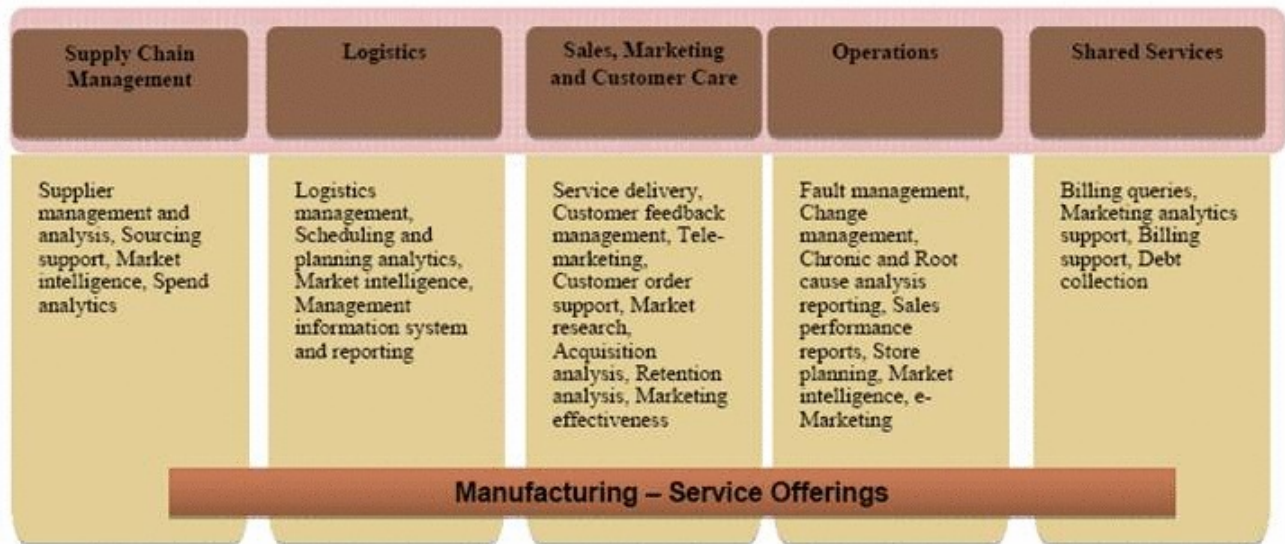 Supply Chain
Management
Logistics
Sales, Marketing
and Customer Care
Operations
Shared Services
Supplier
management and
analysis, Sourcing
support, Market
intelligence, Spend
analytics
Logistics
management,
Scheduling and
planning analytics,
Market intelligence,
Management
information system
and reporting
Service delivery,
Customer feedback
management, Tele-
marketing,
Customer order
support, Market
research,
Acquisition
analysis, Retention
analysis, Marketing
effectiveness
Fault management,
Change
management,
Chronic and Root
cause analysis
reporting, Sales
performance
reports, Store
planning, Market
intelligence, e-
Marketing
Billing queries,
Marketing analytics
support, Billing
support, Debt
collection
Manufacturing – Service Offerings